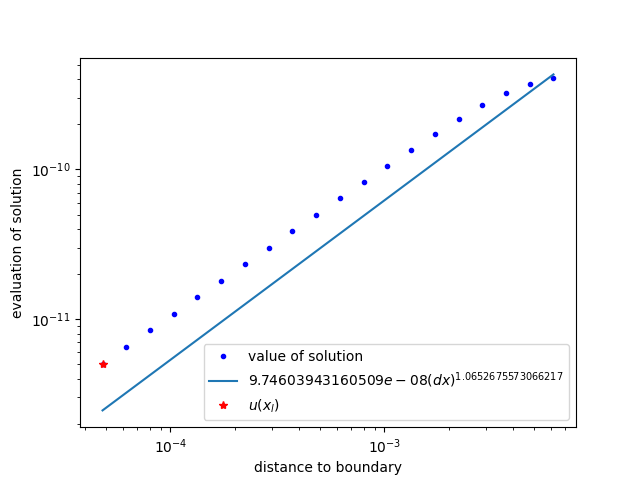 10^{-10}
10^{-11}
evaluation of solution
value of solution
9.74603943160509e − 08(dx)^{1.0652675573066217}
u(x_l)
10^{-4}
10^{-3}
distance to boundary